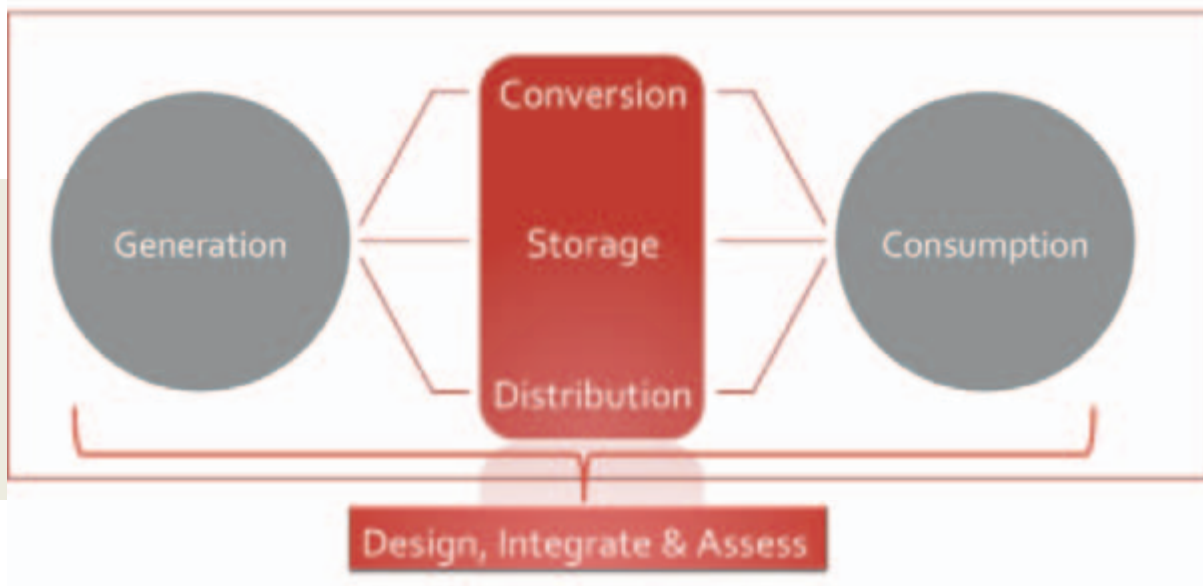 Conversion
Generation
Storage
Consumption
Distribution
Design, Integrate & Assess